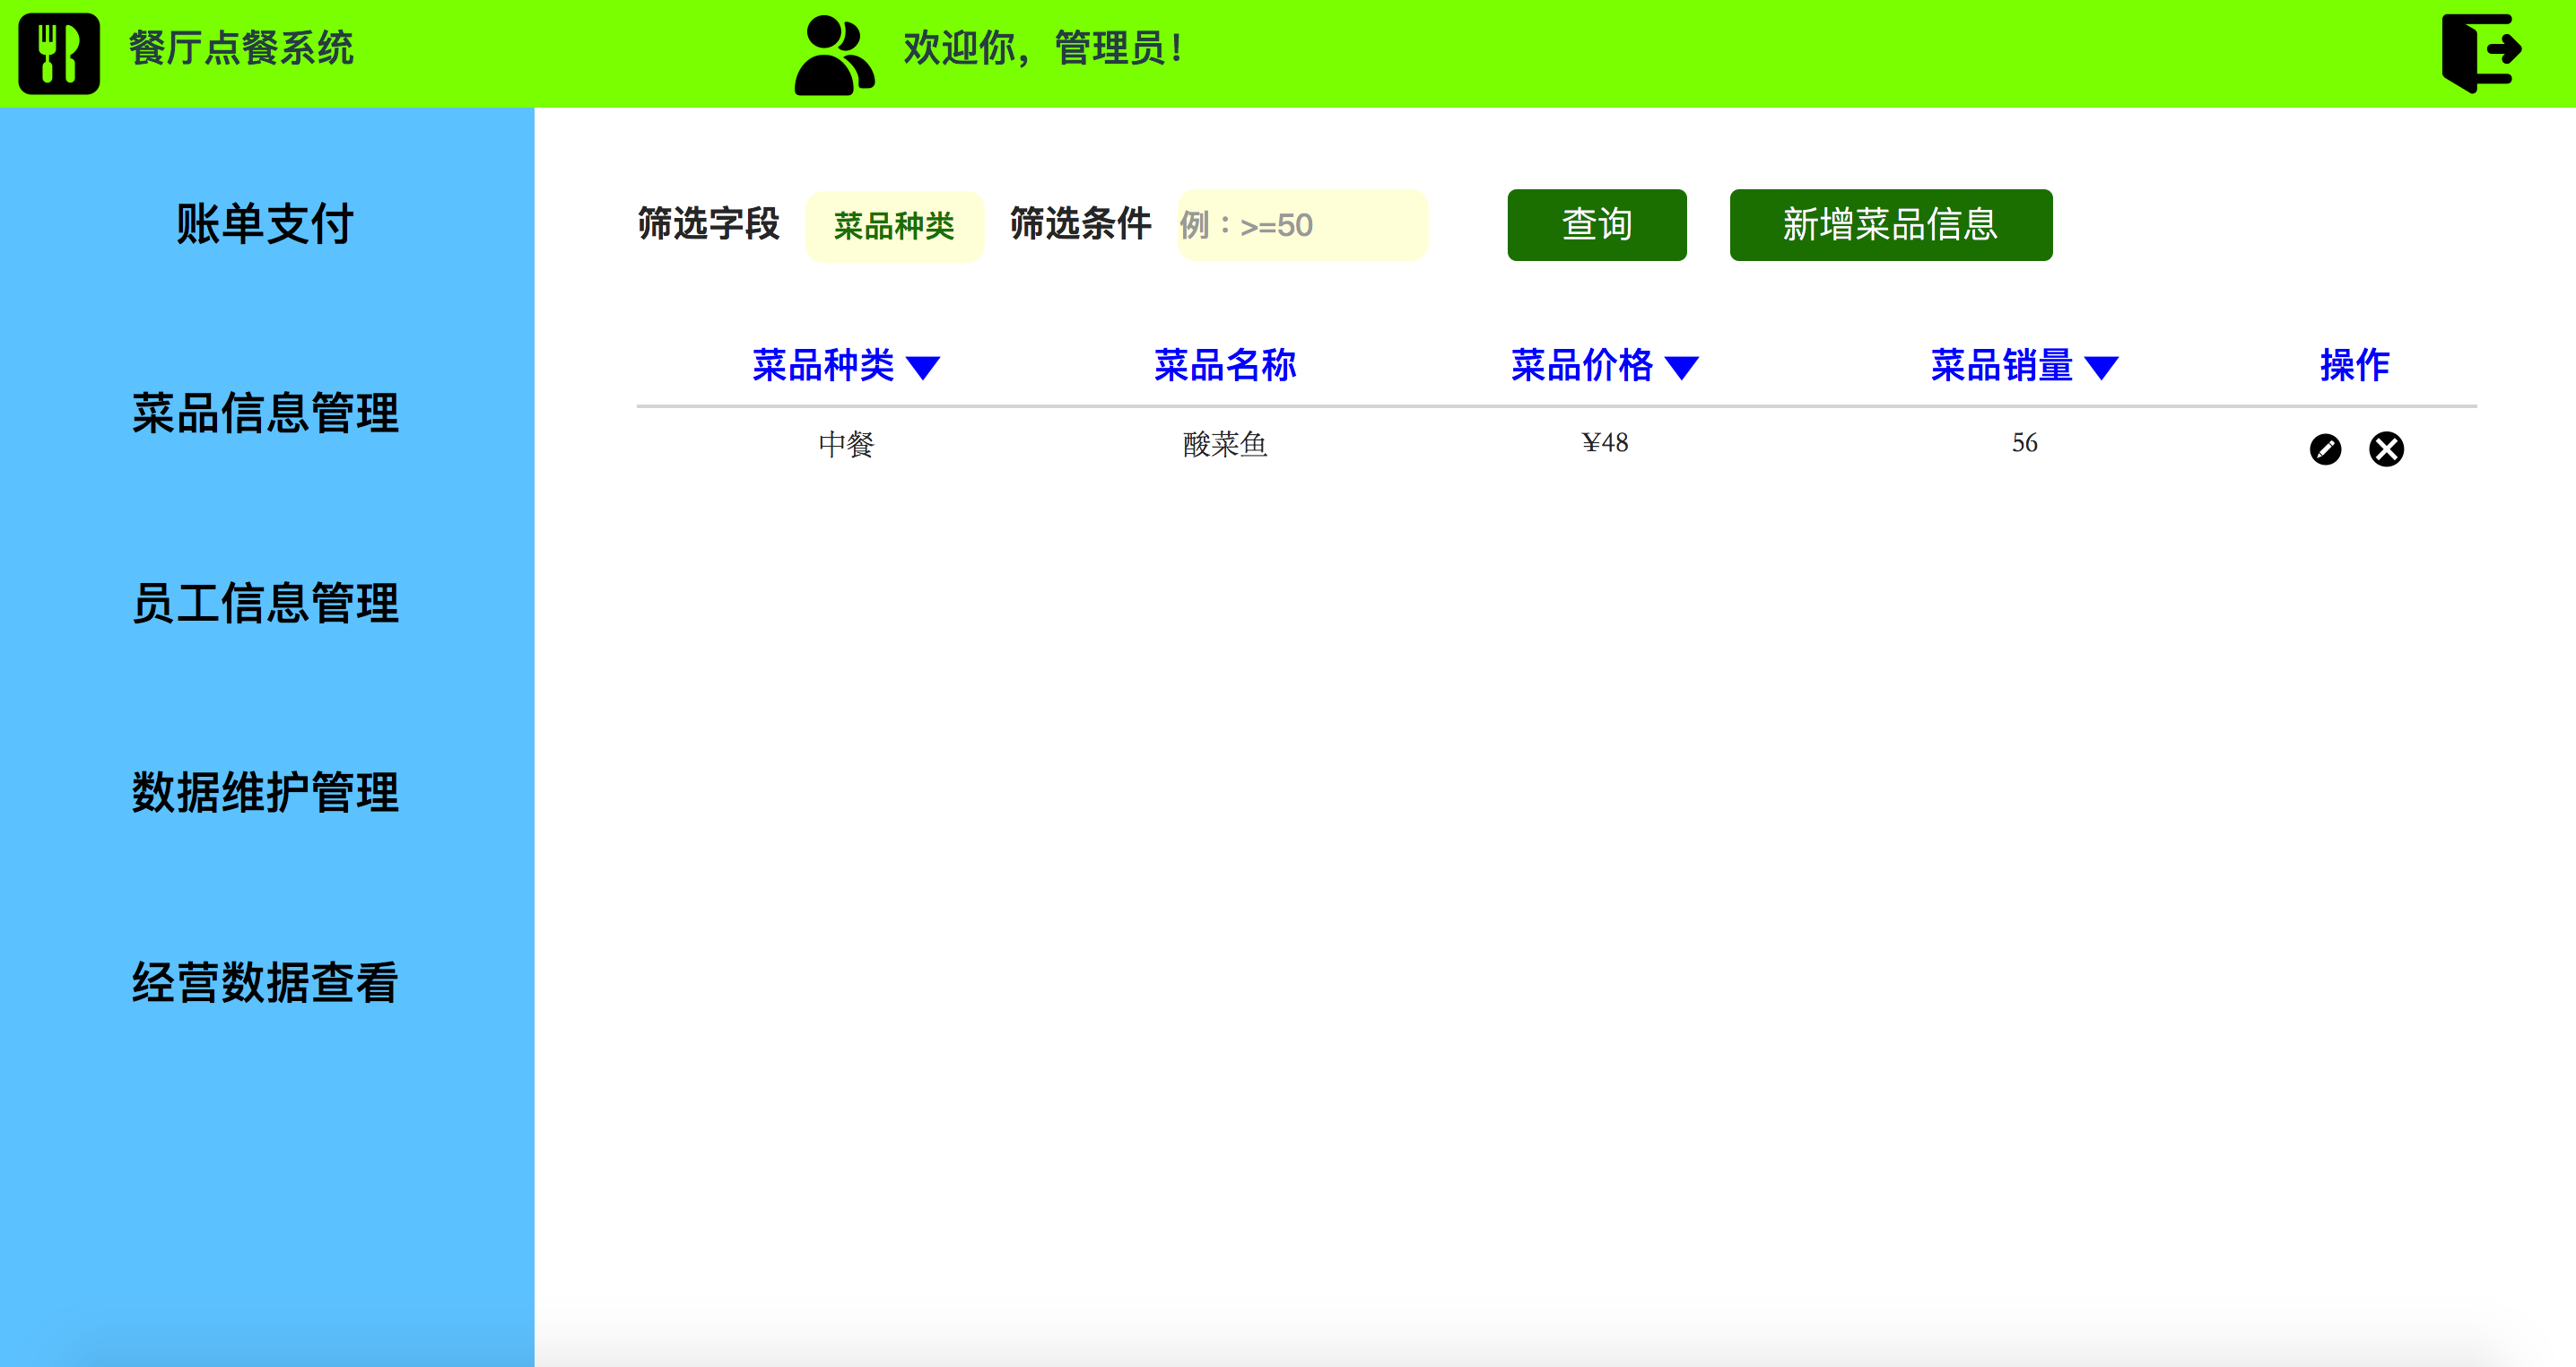 餐厅点餐系统
欢迎你，管理员！
账单支付
菜品信息管理
员工信息管理
数据维护管理
经营数据查看
筛选字段 菜品种类 筛选条件 例：>=50 查询 新增菜品信息
菜品种类 菜品名称 菜品价格 菜品销量 操作
中餐 酸菜鱼 ¥48 56